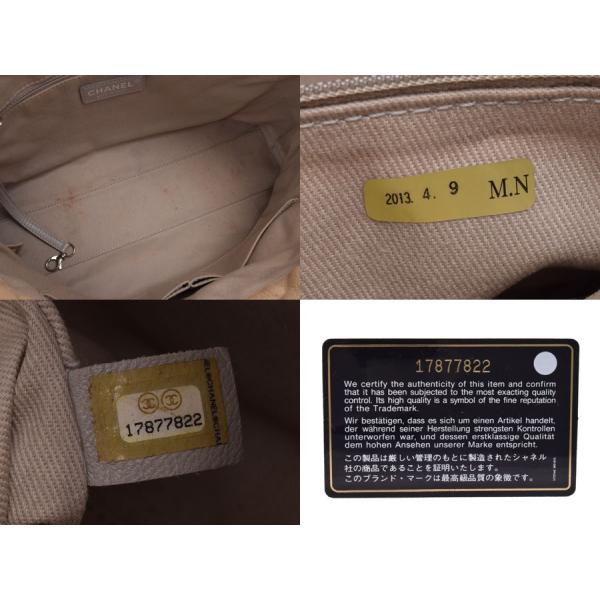 CHANEL
2013. 4. 9 M.N
17877822
17877822
We certify the authenticity of this item and confirm
that it has been subjected to the most exacting quality
control. Its high quality is a symbol of the fine reputation
of the Trademark.
Wir bestätigen, dass es sich um einen Artikel handelt,
der während seiner Herstellung strengsten Kontrollen
unterworfen war, und dessen erstklassige Qualität
dem hohen Ansehen unserer Marke entspricht.
この製品は厳しい管理のもとに製造されたシャネル
社の商品であることを証明いたします。
このブランド・マークは最高級品質の象徴です。